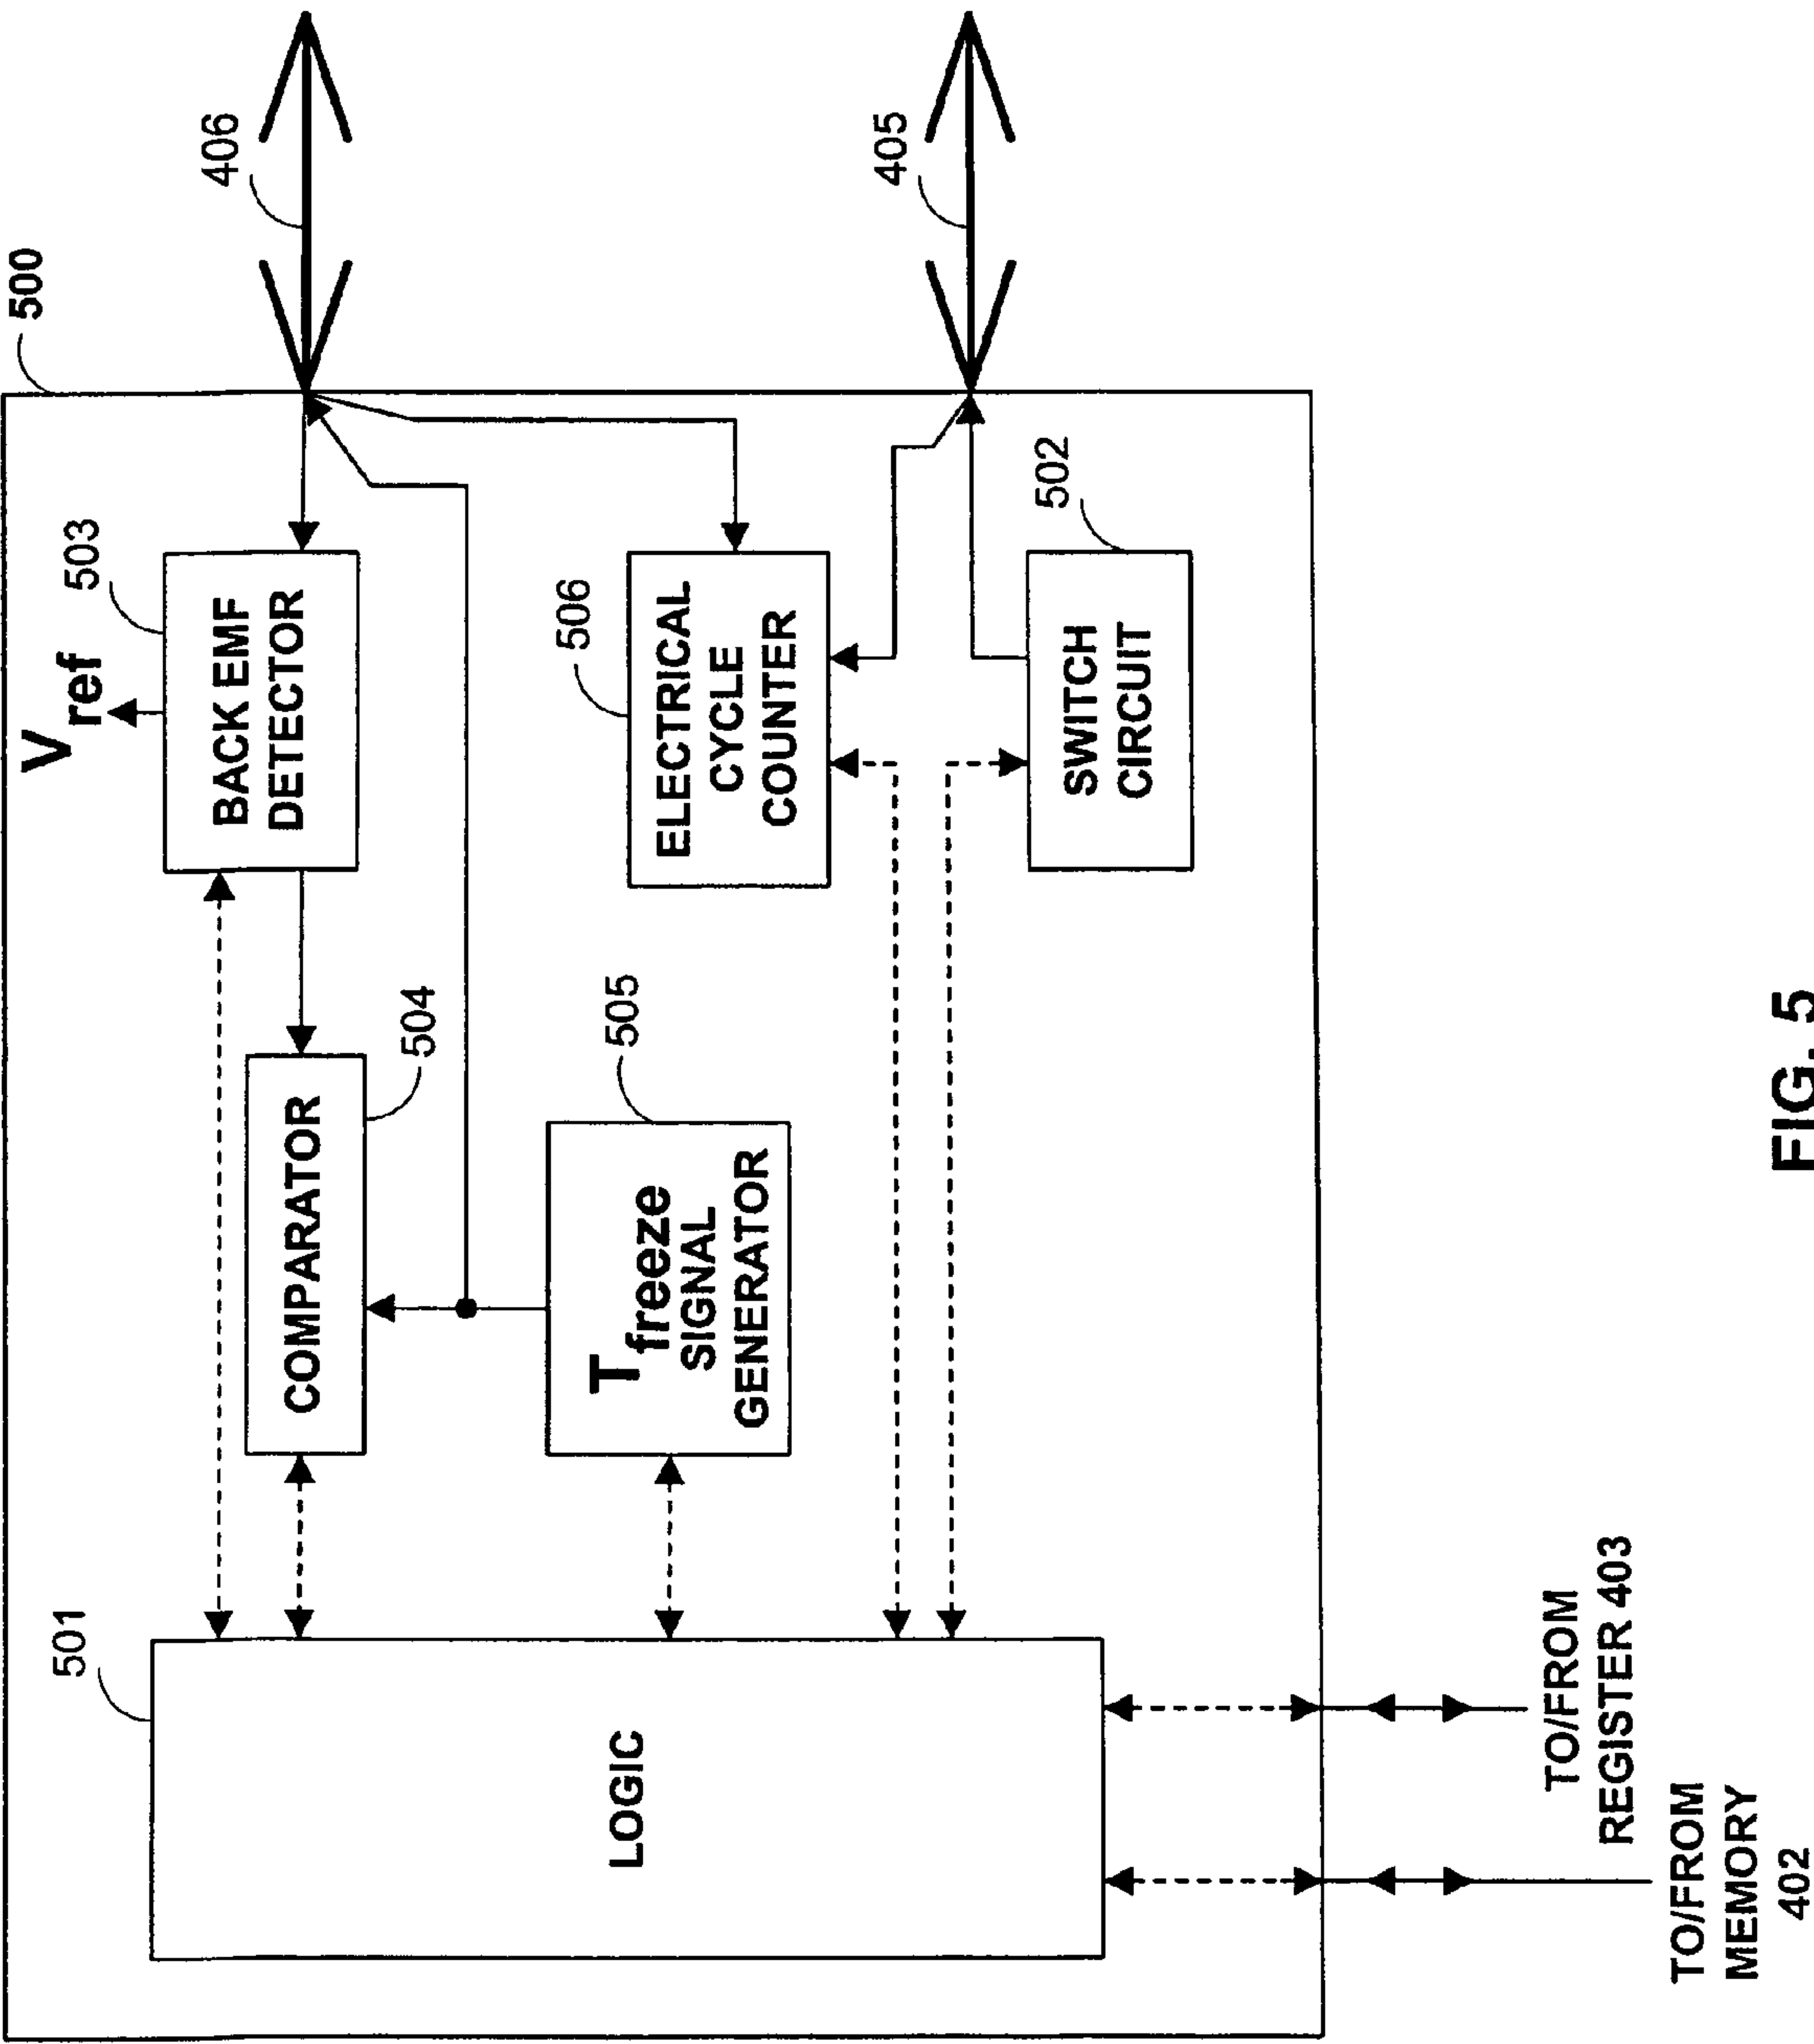 500
501
LOGIC
COMPARATOR
504
V
ref
503
BACK EMF
DETECTOR
406
T
freeze
SIGNAL
GENERATOR
505
506
ELECTRICAL
CYCLE
COUNTER
502
SWITCH
CIRCUIT
405
TO/FROM
MEMORY
402
TO/FROM
REGISTER 403
FIG. 5